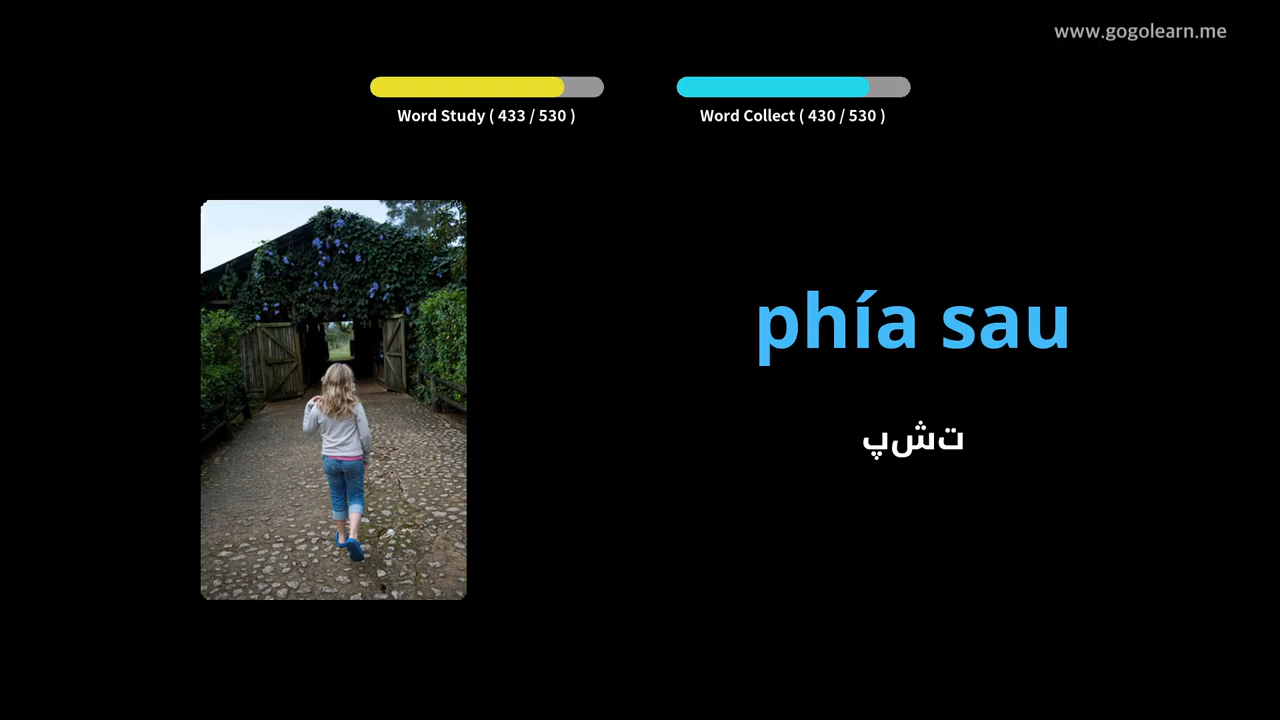 www.gogolearn.me
Word Study ( 433 / 530 )
Word Collect ( 430 / 530 )
phía sau
تشپ